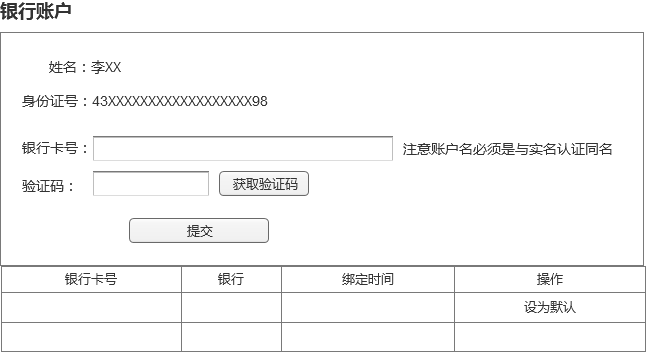 银行账户
姓名：李XX
身份证号：43XXXXXXXXXXXXXXXXXX98
银行卡号： 注意账户名必须是与实名认证同名
验证码： 获取验证码
提交
银行卡号 银行 绑定时间 操作
设为默认